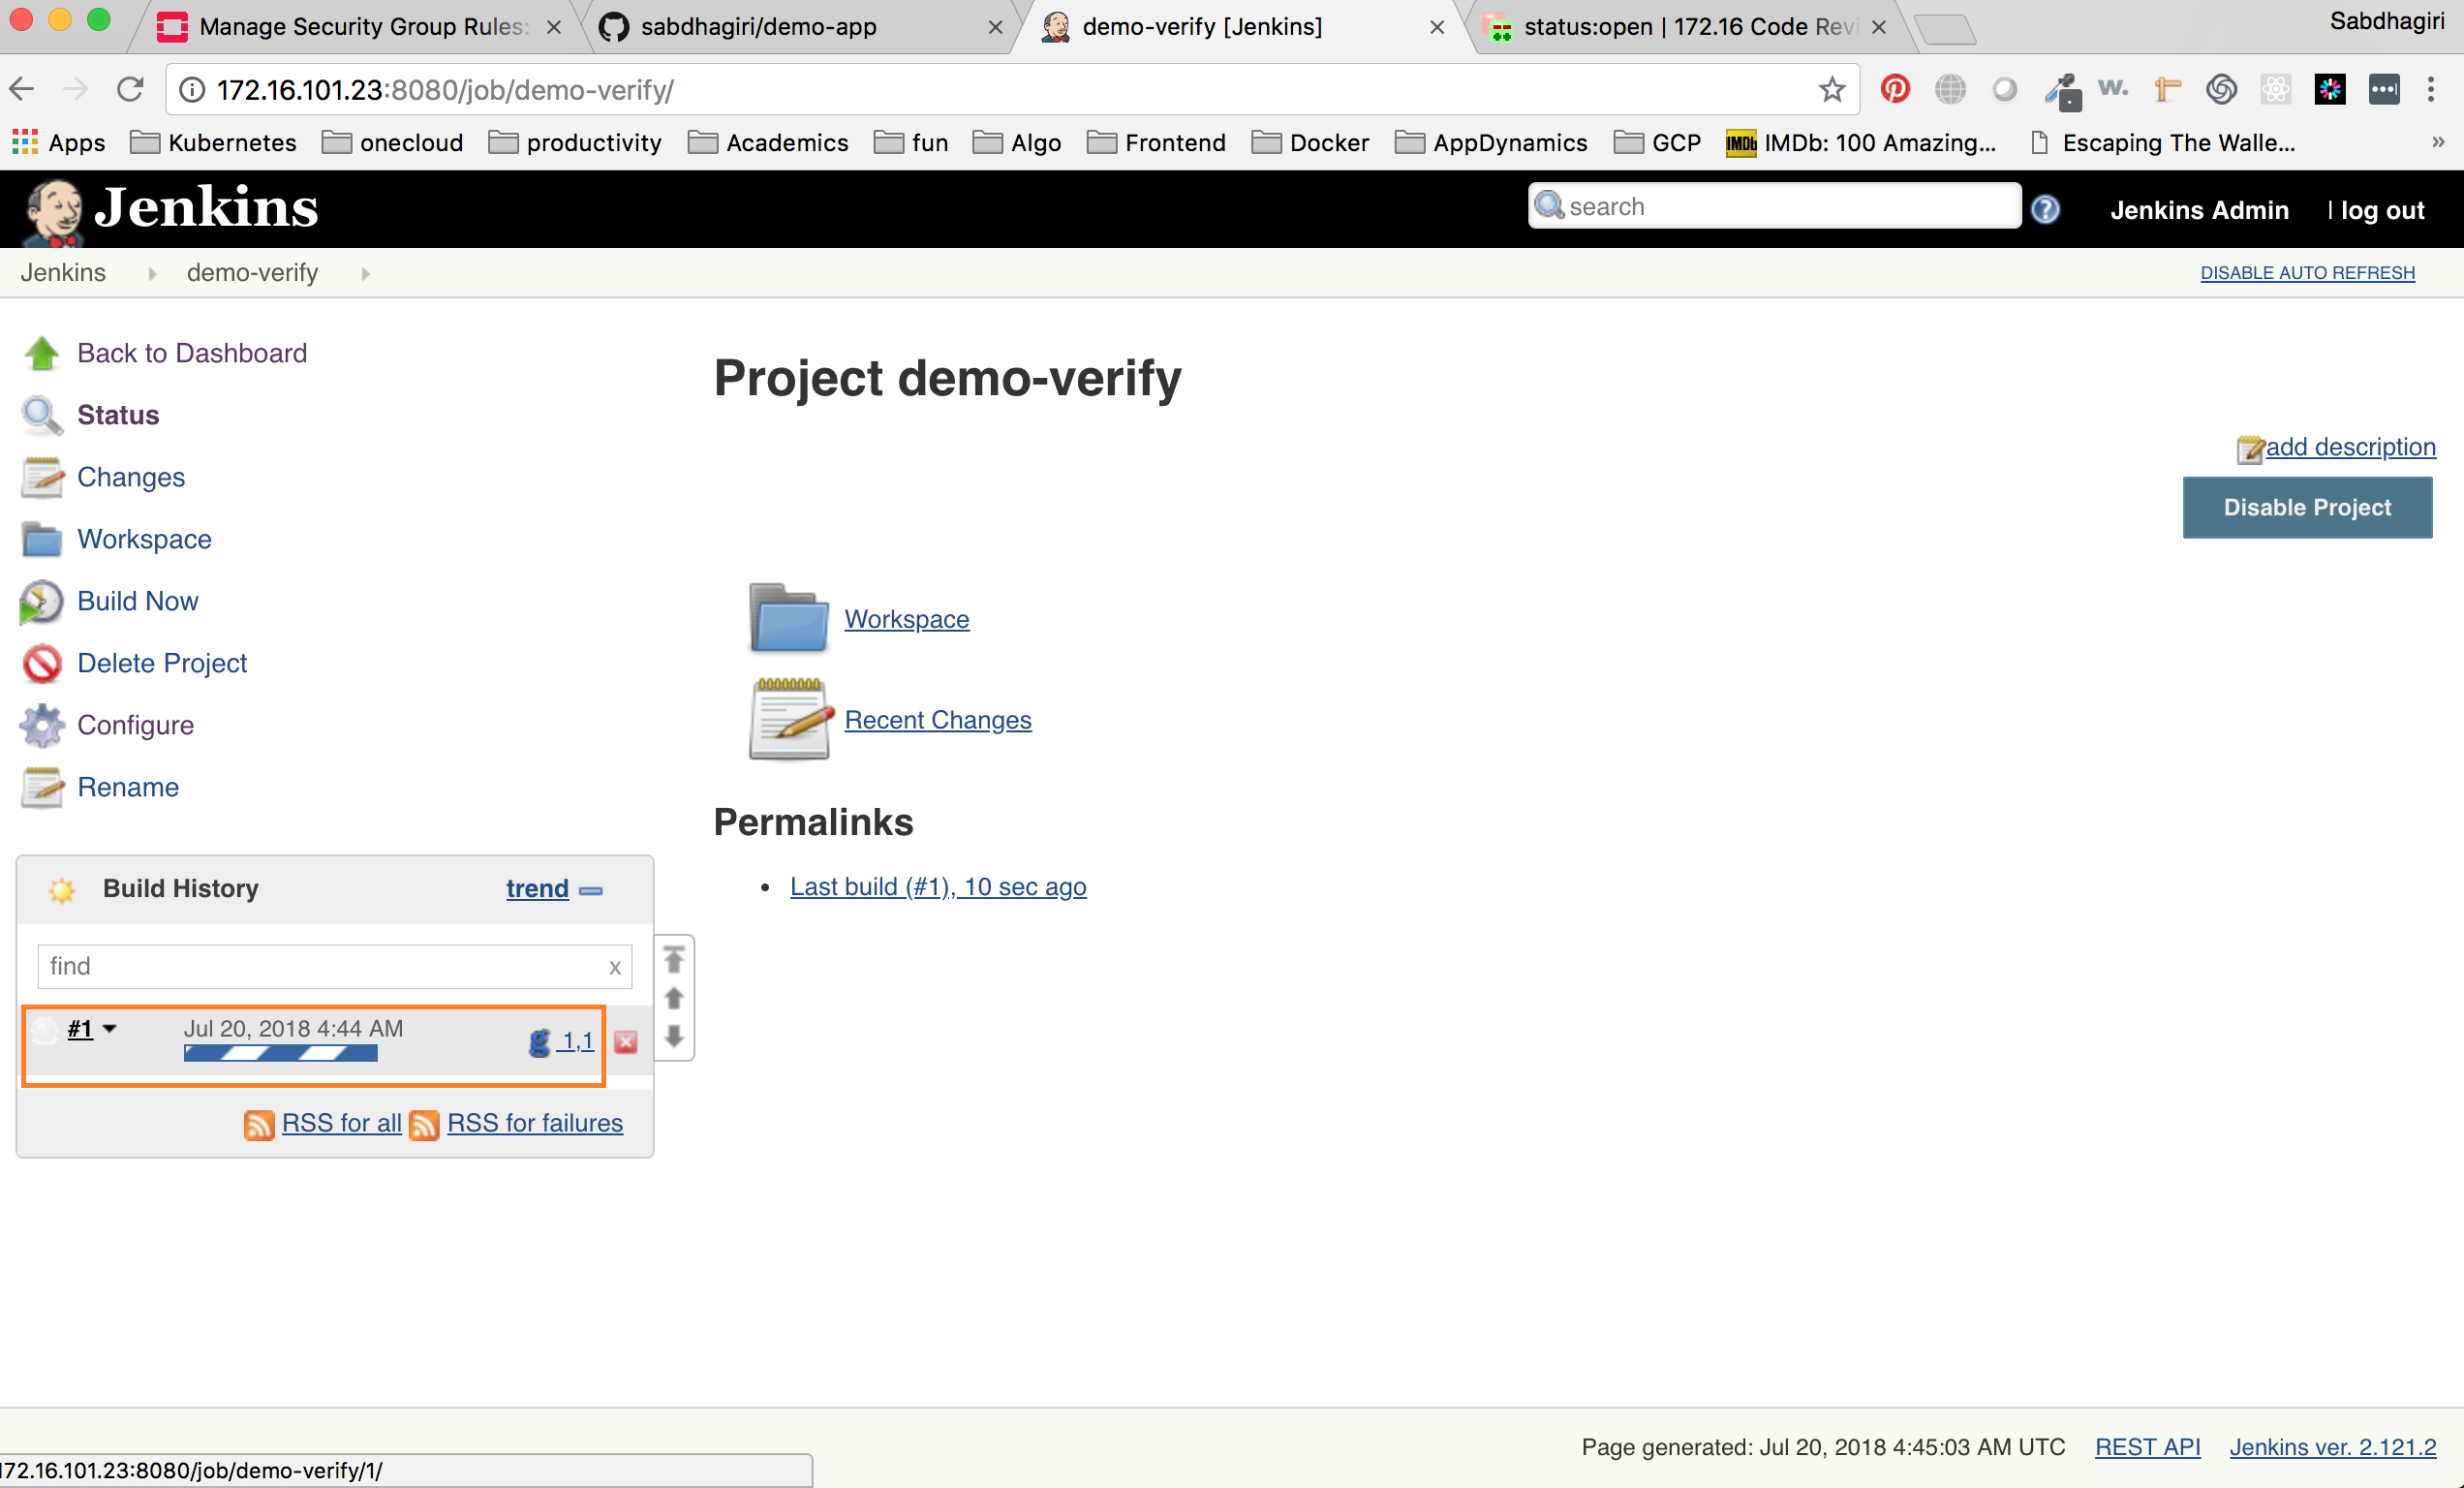 Manage Security Group Rules:
sabdhagiri/demo-app
demo-verify [Jenkins]
status:open | 172.16 Code Revi
Sabdhagiri
172.16.101.23:8080/job/demo-verify/
w.
Apps
Kubernetes
onecloud
productivity
Academics
fun
Algo
Frontend
Docker
AppDynamics
GCP
IMDb: 100 Amazing...
Escaping The Walle...
»
Jenkins
search
Jenkins Admin
| log out
Jenkins
demo-verify
DISABLE AUTO REFRESH
Back to Dashboard
Status
Changes
Workspace
Build Now
Delete Project
Configure
Rename
Project demo-verify
add description
Disable Project
Workspace
Recent Changes
Permalinks
• Last build (#1), 10 sec ago
Build History
trend
find
x
#1
Jul 20, 2018 4:44 AM
1,1
RSS for all
RSS for failures
Page generated: Jul 20, 2018 4:45:03 AM UTC
REST API
Jenkins ver. 2.121.2
172.16.101.23:8080/job/demo-verify/1/